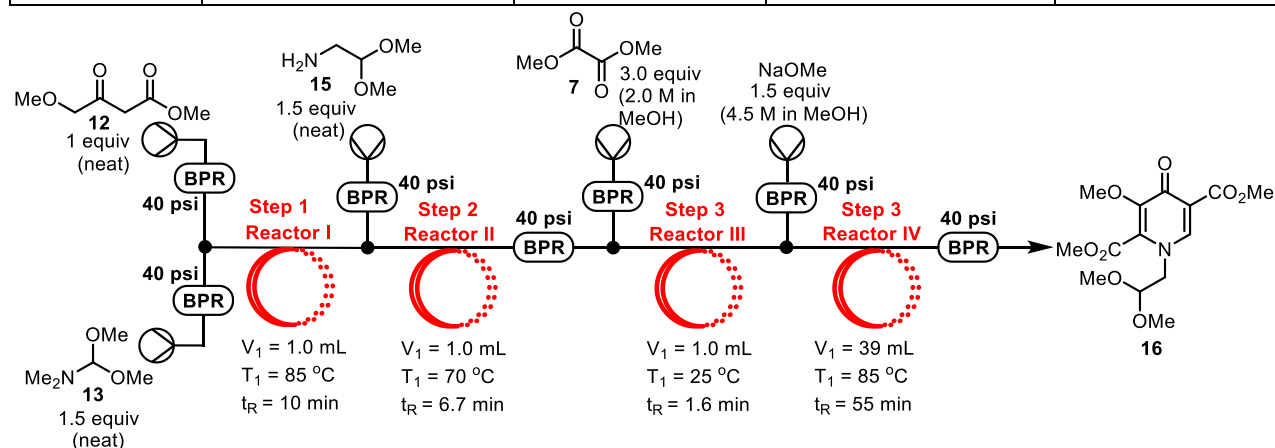 O
O
MeO
OMe
12
1 equiv
(neat)
BPR
40 psi
40 psi
BPR
OMe
Me2N
OMe
13
1.5 equiv
(neat)
Step 1
Reactor I
V1 = 1.0 mL
T1 = 85 °C
tR = 10 min
H2N
OMe
OMe
15
1.5 equiv
(neat)
BPR
40 psi
Step 2
Reactor II
V1 = 1.0 mL
T1 = 70 °C
tR = 6.7 min
40 psi
BPR
O
OMe
MeO
O
7
3.0 equiv
(2.0 M in
MeOH)
BPR
40 psi
Step 3
Reactor III
V1 = 1.0 mL
T1 = 25 °C
tR = 1.6 min
NaOMe
1.5 equiv
(4.5 M in MeOH)
BPR
40 psi
Step 3
Reactor IV
V1 = 39 mL
T1 = 85 °C
tR = 55 min
40 psi
BPR
O
MeO
CO2Me
MeO2C
N
MeO
OMe
16